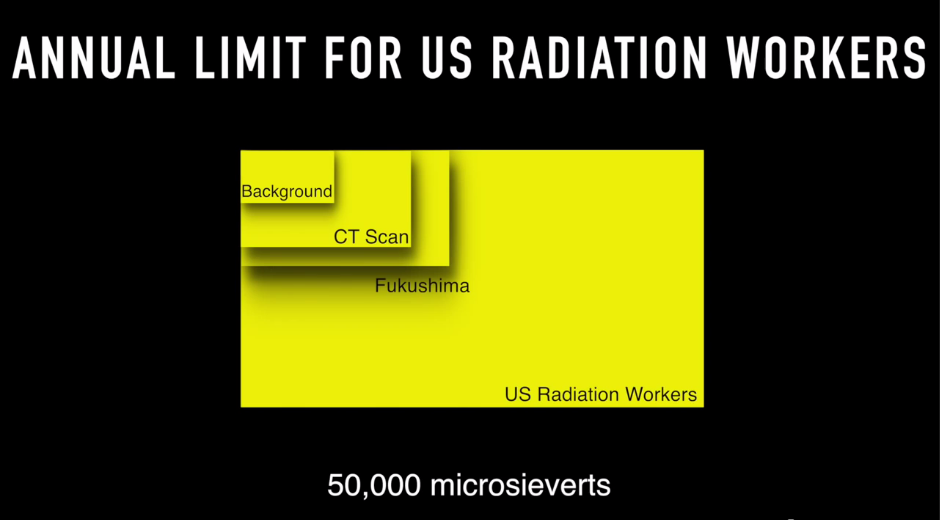 ANNUAL LIMIT FOR US RADIATION WORKERS
Background
CT Scan
Fukushima
US Radiation Workers
50,000 microsieverts